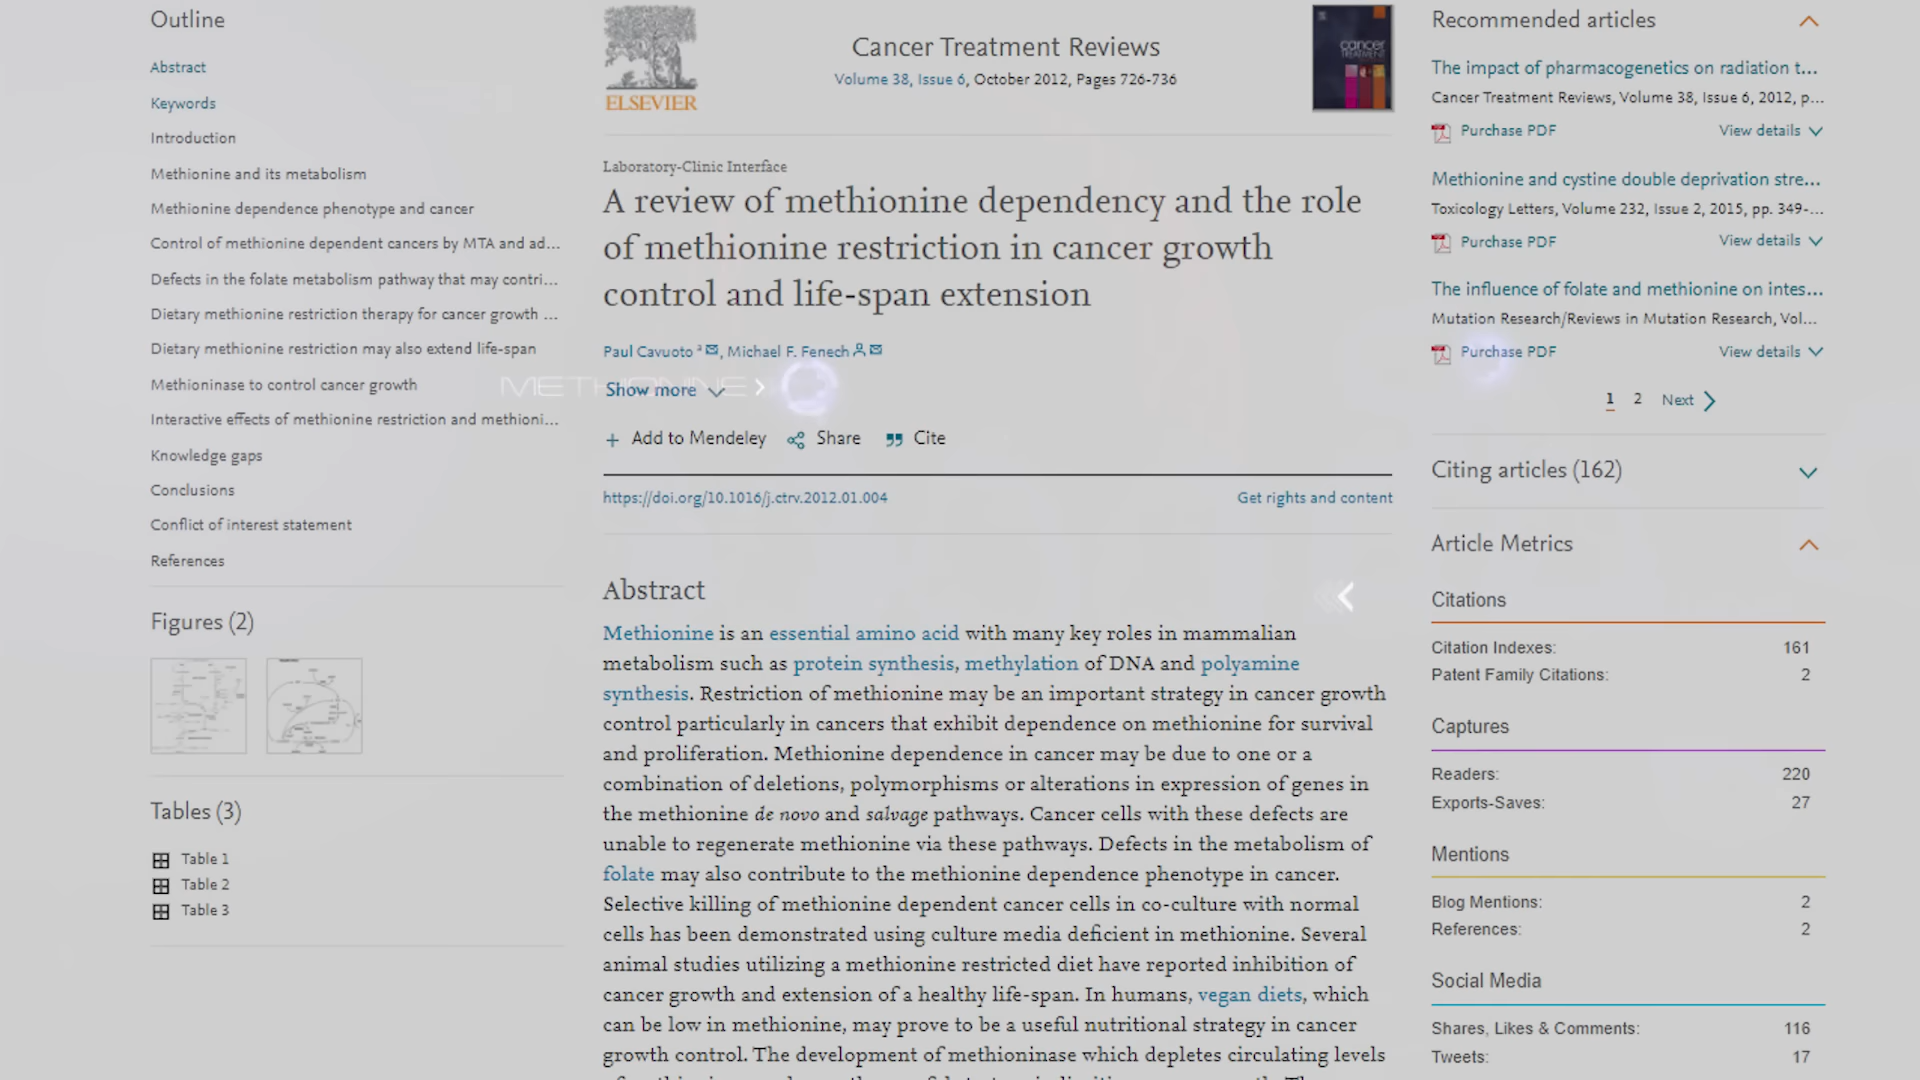 Outline
Abstract
Keywords
Introduction
Methionine and its metabolism
Methionine dependence phenotype and cancer
Control of methionine dependent cancers by MTA and ad...
Defects in the folate metabolism pathway that may contri...
Dietary methionine restriction therapy for cancer growth ...
Dietary methionine restriction may also extend life-span
Methioninase to control cancer growth
Interactive effects of methionine restriction and methioni...
Knowledge gaps
Conclusions
Conflict of interest statement
References
Figures (2)
Tables (3)
Table 1
Table 2
Table 3
ELSEVIER
Cancer Treatment Reviews
Volume 38, Issue 6, October 2012, Pages 726-736
cancer
TREATMENT
Laboratory-Clinic Interface
A review of methionine dependency and the role
of methionine restriction in cancer growth
control and life-span extension
Paul Cavuoto a, Michael F. Fenech
METHIONINE
Show more
Add to Mendeley Share Cite
https://doi.org/10.1016/j.ctrv.2012.01.004 Get rights and content
Abstract
Methionine is an essential amino acid with many key roles in mammalian
metabolism such as protein synthesis, methylation of DNA and polyamine
synthesis. Restriction of methionine may be an important strategy in cancer growth
control particularly in cancers that exhibit dependence on methionine for survival
and proliferation. Methionine dependence in cancer may be due to one or a
combination of deletions, polymorphisms or alterations in expression of genes in
the methionine de novo and salvage pathways. Cancer cells with these defects are
unable to regenerate methionine via these pathways. Defects in the metabolism of
folate may also contribute to the methionine dependence phenotype in cancer.
Selective killing of methionine dependent cancer cells in co-culture with normal
cells has been demonstrated using culture media deficient in methionine. Several
animal studies utilizing a methionine restricted diet have reported inhibition of
cancer growth and extension of a healthy life-span. In humans, vegan diets, which
can be low in methionine, may prove to be a useful nutritional strategy in cancer
growth control. The development of methioninase which depletes circulating levels
Recommended articles
The impact of pharmacogenetics on radiation t...
Cancer Treatment Reviews, Volume 38, Issue 6, 2012, p...
Purchase PDF View details
Methionine and cystine double deprivation stre...
Toxicology Letters, Volume 232, Issue 2, 2015, pp. 349-...
Purchase PDF View details
The influence of folate and methionine on intes...
Mutation Research/Reviews in Mutation Research, Vol...
Purchase PDF View details
1 2 Next
Citing articles (162)
Article Metrics
Citations
Citation Indexes: 161
Patent Family Citations: 2
Captures
Readers: 220
Exports-Saves: 27
Mentions
Blog Mentions: 2
References: 2
Social Media
Shares, Likes & Comments: 116
Tweets: 17